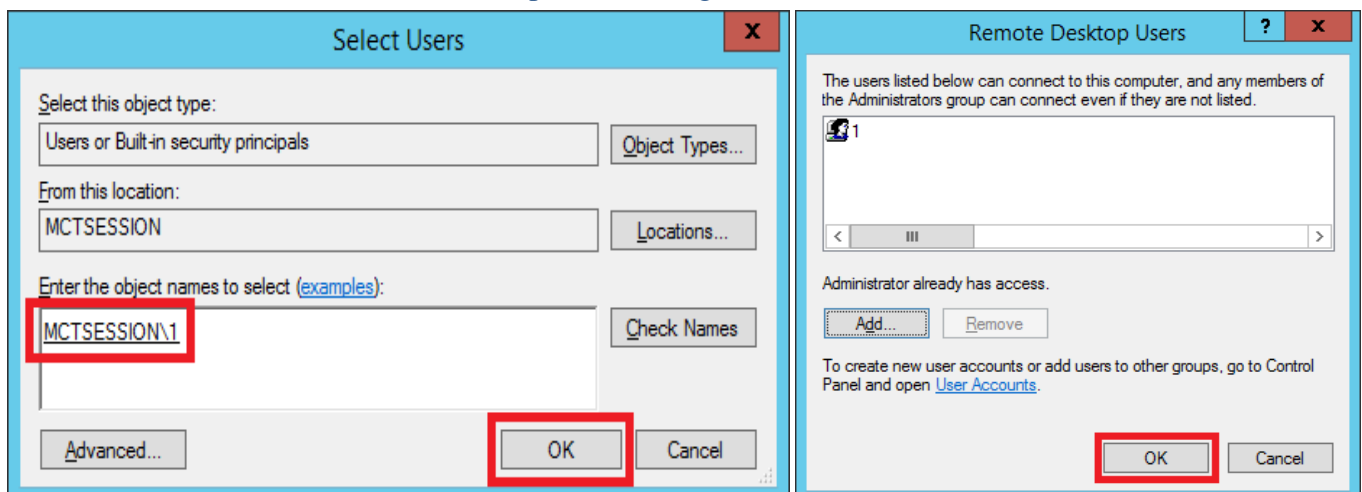 Select Users
x
Select this object type:
Users or Built-in security principals
Object Types...
From this location:
MCTSESSION
Locations...
Enter the object names to select (examples):
MCTSESSION\1
Check Names
Advanced...
OK
Cancel
Remote Desktop Users
?
x
The users listed below can connect to this computer, and any members of
the Administrators group can connect even if they are not listed.
1
Administrator already has access.
Add...
Remove
To create new user accounts or add users to other groups, go to Control
Panel and open User Accounts.
OK
Cancel